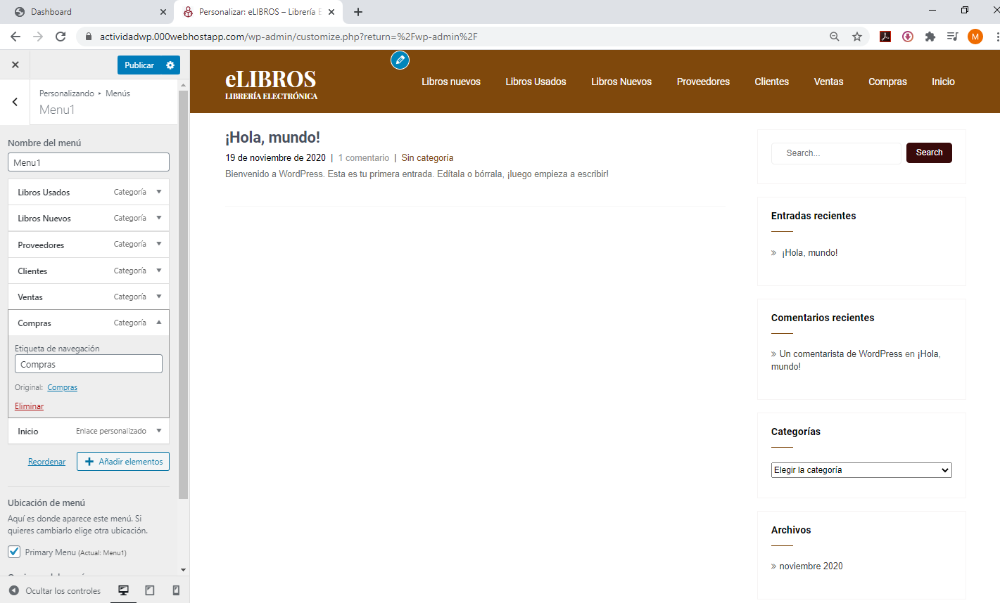 Dashboard
Personalizar: eLIBROS – Librería E
actividadwp.000webhostapp.com/wp-admin/customize.php?return=%2Fwp-admin%2F
M
Publicar
Personalizando ‣ Menús
Menu1
Nombre del menú
Menu1
Libros Usados Categoría
Libros Nuevos Categoría
Proveedores Categoría
Clientes Categoría
Ventas Categoría
Compras Categoría
Etiqueta de navegación
Compras
Original: Compras
Eliminar
Inicio Enlace personalizado
Reordenar
Añadir elementos
Ubicación de menú
Aquí es donde aparece este menú. Si
quieres cambiarlo elige otra ubicación.
Primary Menu (Actual: Menu1)
Ocultar los controles
eLIBROS
LIBRERÍA ELECTRÓNICA
Libros nuevos Libros Usados Libros Nuevos Proveedores Clientes Ventas Compras Inicio
¡Hola, mundo!
19 de noviembre de 2020 | 1 comentario | Sin categoría
Bienvenido a WordPress. Esta es tu primera entrada. Edítala o bórrala, ¡luego empieza a escribir!
Search...
Search
Entradas recientes
» ¡Hola, mundo!
Comentarios recientes
» Un comentarista de WordPress en ¡Hola,
mundo!
Categorías
Elegir la categoría
Archivos
» noviembre 2020